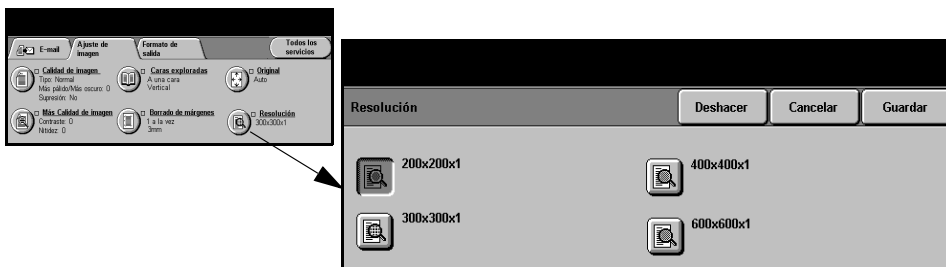 E-mail
Ajuste de imagen
Formato de salida
Todos los servicios
Calidad de imagen
Tipo: Normal
Más pálido/Más oscuro: 0
Supresión: No
Caras exploradas
A una cara
Vertical
Original
Auto
Más Calidad de imagen
Contraste: 0
Nitidez: 0
Borrado de márgenes
1 a la vez
3mm
Resolución
300x300x1
Resolución
Deshacer
Cancelar
Guardar
200x200x1
400x400x1
300x300x1
600x600x1